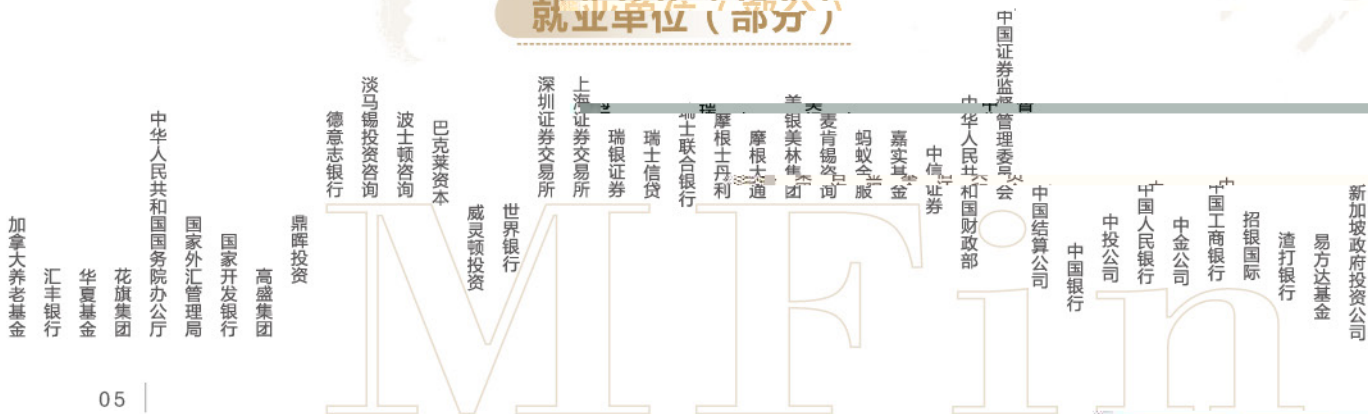 就业单位（部分）
加拿大养老基金
汇丰银行
华夏基金
花旗集团
中华人民共和国国务院办公厅
国家外汇管理局
国家开发银行
高盛集团
鼎晖投资
德意志银行
淡马锡投资咨询
波士顿咨询
巴克莱资本
威灵顿投资
世界银行
深圳证券交易所
上海证券交易所
瑞银证券
瑞士信贷
瑞士联合银行
摩根士丹利
摩根大通
美银美林集团
麦肯锡咨询
蚂蚁金服
嘉实基金
中信证券
中华人民共和国财政部
中国证券监督管理委员会
中国结算公司
中国银行
中投公司
中国人民银行
中金公司
中国工商银行
招银国际
渣打银行
易方达基金
新加坡政府投资公司
MFin
05